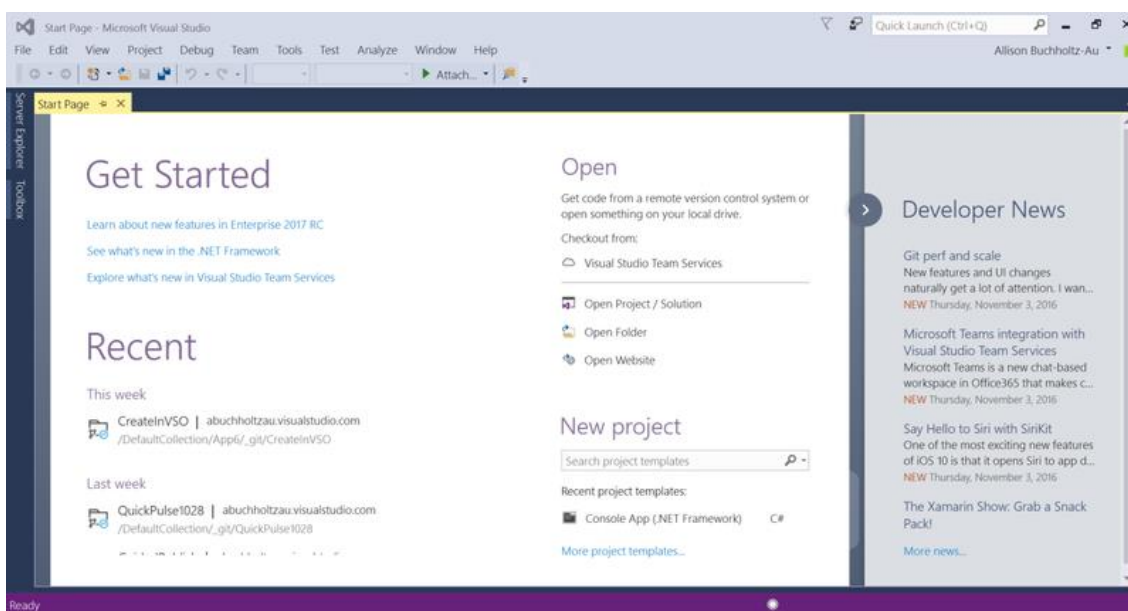 Start Page - Microsoft Visual Studio
Quick Launch (Ctrl+Q)
File Edit View Project Debug Team Tools Test Analyze Window Help
Allison Buchholtz-Au
Attach...
Server Explorer
Toolbox
Start Page
Get Started
Learn about new features in Enterprise 2017 RC
See what's new in the .NET Framework
Explore what's new in Visual Studio Team Services
Recent
This week
CreateInVSO | abuchholtzau.visualstudio.com
/DefaultCollection/App6/_git/CreateInVSO
Last week
QuickPulse1028 | abuchholtzau.visualstudio.com
/DefaultCollection/_git/QuickPulse1028
Open
Get code from a remote version control system or
open something on your local drive.
Checkout from:
Visual Studio Team Services
Open Project / Solution
Open Folder
Open Website
New project
Search project templates
Recent project templates:
Console App (.NET Framework) C#
More project templates...
Developer News
Git perf and scale
New features and UI changes
naturally get a lot of attention. I wan...
NEW Thursday, November 3, 2016
Microsoft Teams integration with
Visual Studio Team Services
Microsoft Teams is a new chat-based
workspace in Office365 that makes c...
NEW Thursday, November 3, 2016
Say Hello to Siri with SiriKit
One of the most exciting new features
of iOS 10 is that it opens Siri to app d...
NEW Thursday, November 3, 2016
The Xamarin Show: Grab a Snack
Pack!
More news...
Ready